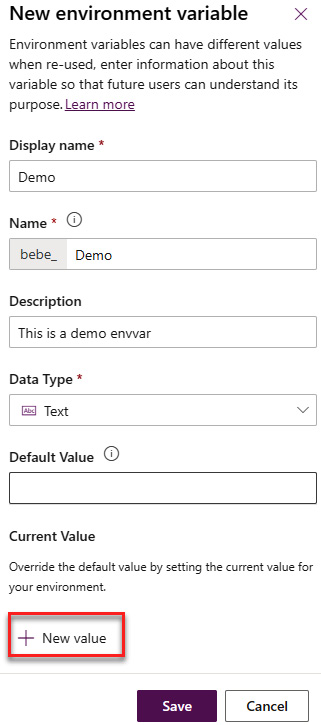 New environment variable
Environment variables can have different values
when re-used, enter information about this
variable so that future users can understand its
purpose. Learn more
Display name *
Demo
Name *
bebe_ Demo
Description
This is a demo envvar
Data Type *
Abc Text
Default Value
Current Value
Override the default value by setting the current value for
your environment.
+ New value
Save Cancel